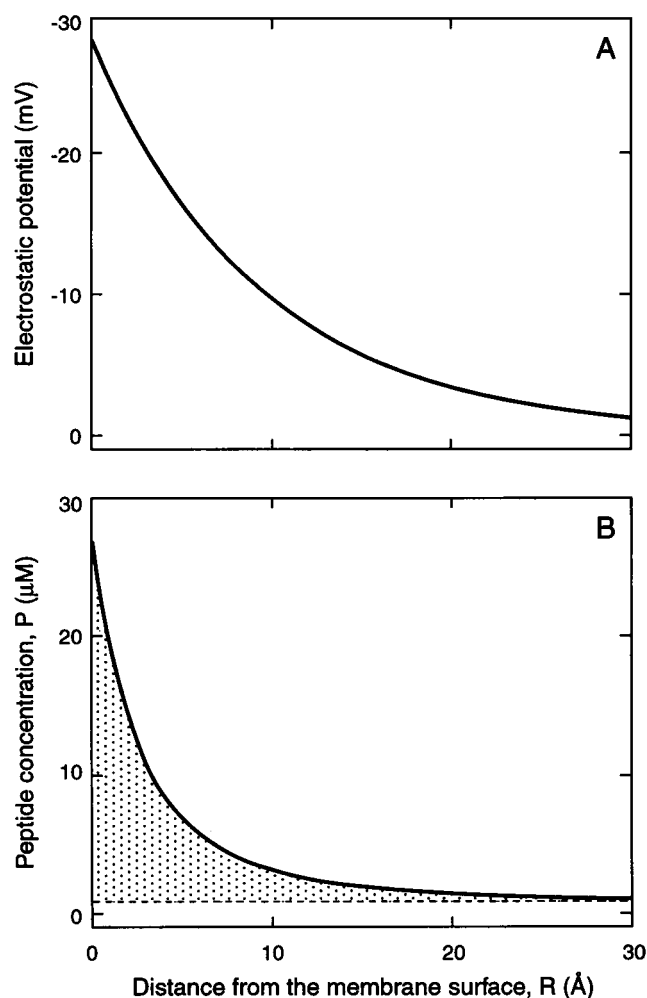 -30
A
-20
-10
0
Electrostatic potential (mV)
30
B
20
10
0
Peptide concentration, P (μM)
0 10 20 30
Distance from the membrane surface, R (Å)